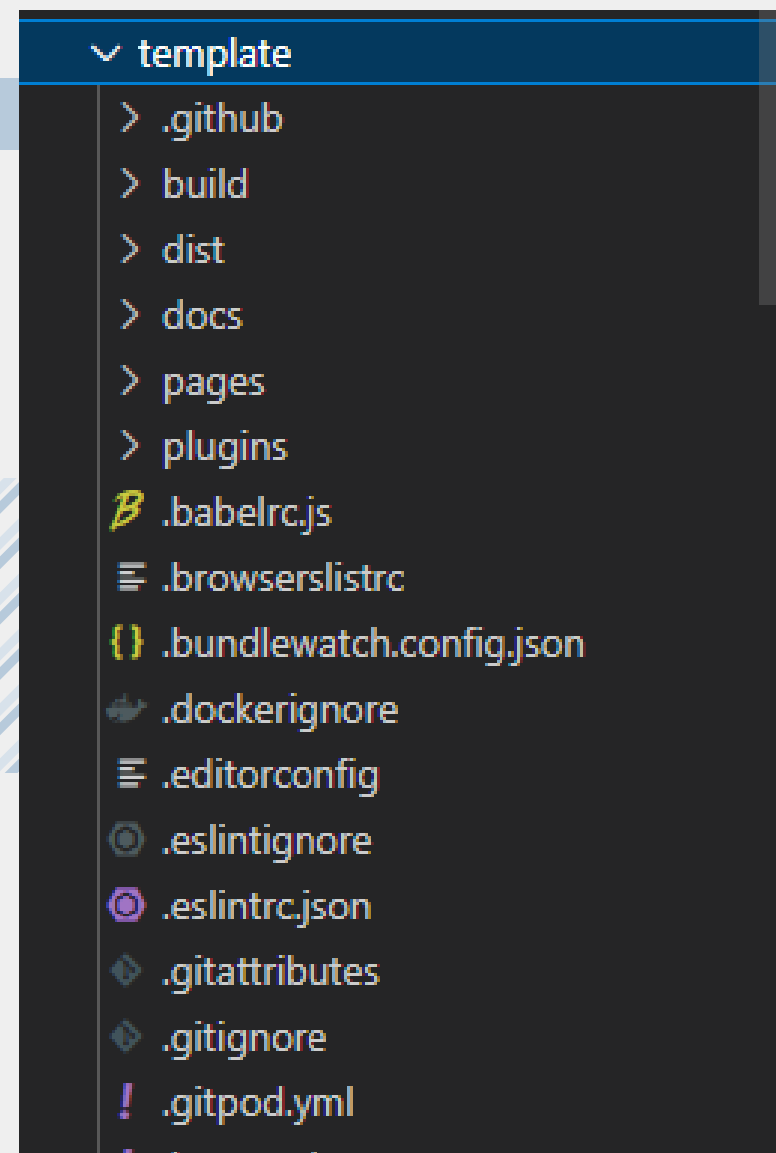 template
.github
build
dist
docs
pages
plugins
.babelrc.js
.browserslistrc
.bundlewatch.config.json
.dockerignore
.editorconfig
.eslintignore
.eslintrc.json
.gitattributes
.gitignore
.gitpod.yml